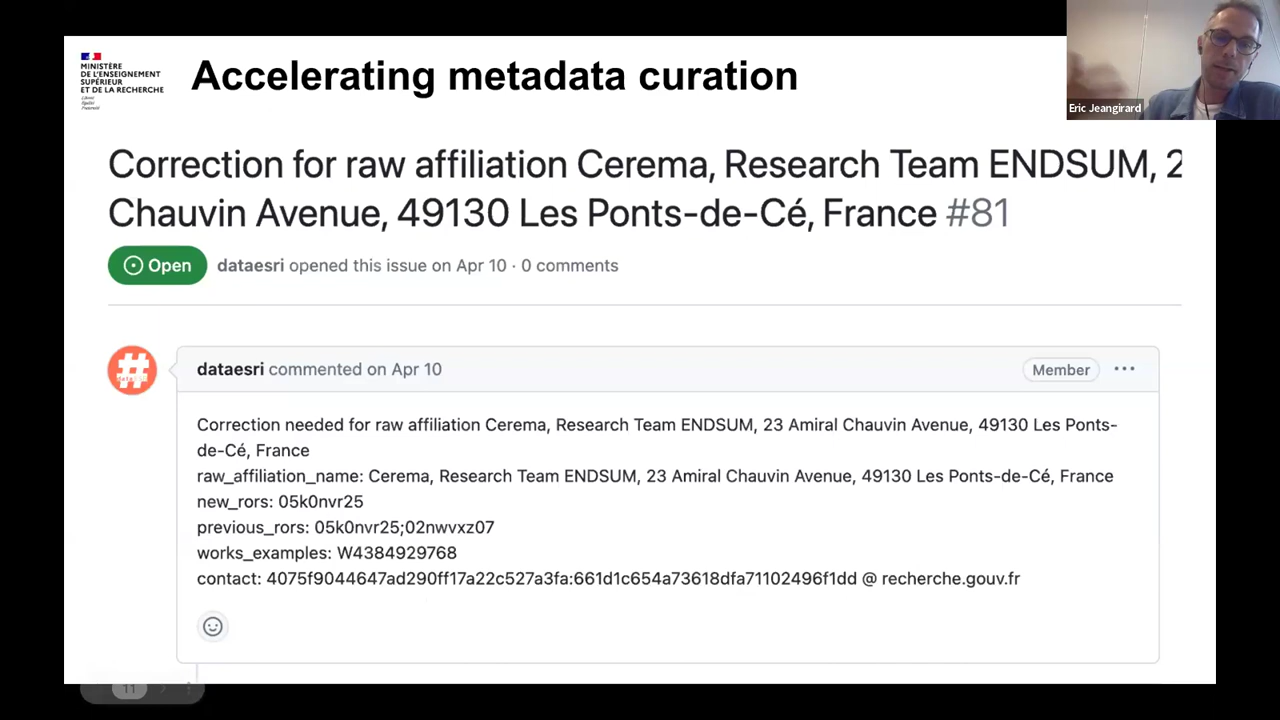 MINISTÈRE
DE L'ENSEIGNEMENT
SUPÉRIEUR
ET DE LA RECHERCHE
Liberté
Égalité
Fraternité
Accelerating metadata curation
Eric Jeangirard
Correction for raw affiliation Cerema, Research Team ENDSUM, 2
Chauvin Avenue, 49130 Les Ponts-de-Cé, France #81
Open
dataesri opened this issue on Apr 10 · 0 comments
dataesri commented on Apr 10
Member
Correction needed for raw affiliation Cerema, Research Team ENDSUM, 23 Amiral Chauvin Avenue, 49130 Les Ponts-
de-Cé, France
raw_affiliation_name: Cerema, Research Team ENDSUM, 23 Amiral Chauvin Avenue, 49130 Les Ponts-de-Cé, France
new_rors: 05k0nvr25
previous_rors: 05k0nvr25;02nwvxz07
works_examples: W4384929768
contact: 4075f9044647ad290ff17a22c527a3fa:661d1c654a73618dfa71102496f1dd @ recherche.gouv.fr
11